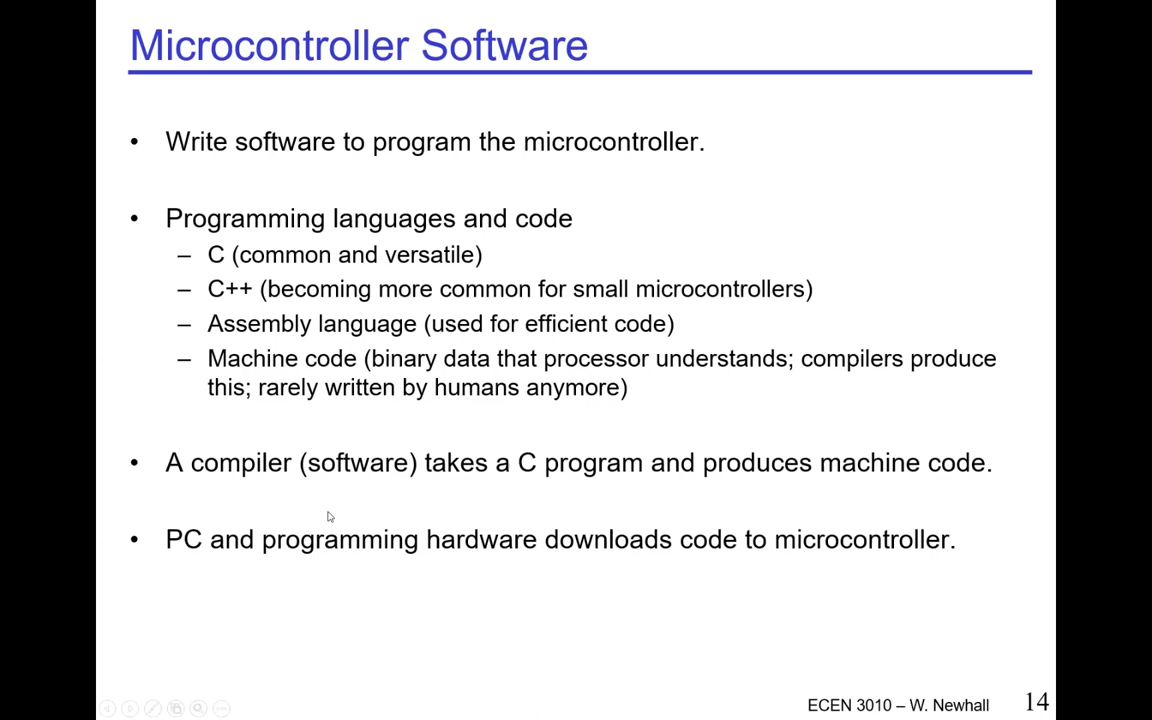 Microcontroller Software
• Write software to program the microcontroller.
• Programming languages and code
– C (common and versatile)
– C++ (becoming more common for small microcontrollers)
– Assembly language (used for efficient code)
– Machine code (binary data that processor understands; compilers produce
this; rarely written by humans anymore)
• A compiler (software) takes a C program and produces machine code.
• PC and programming hardware downloads code to microcontroller.
ECEN 3010 – W. Newhall 14